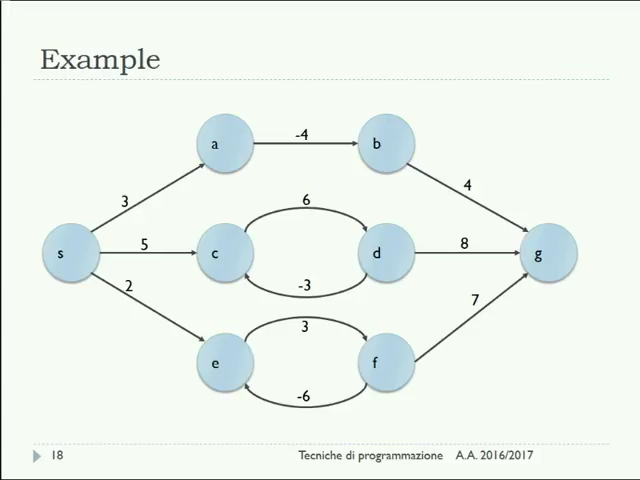 Example
-4
a
b
3
4
6
s
5
c
d
8
g
2
-3
7
3
e
f
-6
18
Tecniche di programmazione A.A. 2016/2017